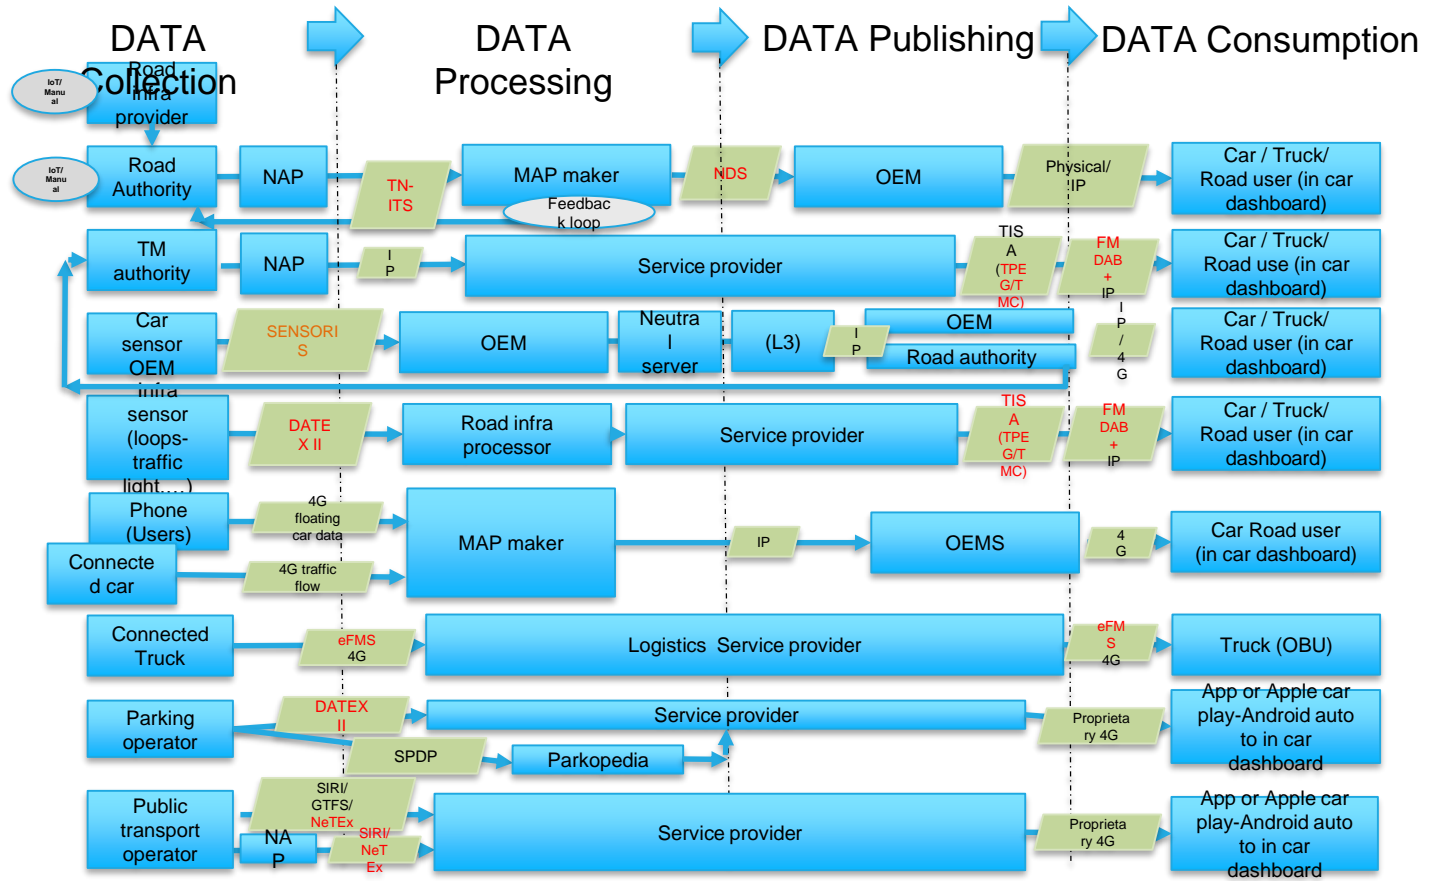 DATA
Collection
DATA
Processing
DATA Publishing
DATA Consumption
IoT/
Manu
al
Road
infra
provider
IoT/
Manu
al
Road
Authority
NAP
TN-
ITS
MAP maker
Feedbac
k loop
NDS
OEM
Physical/
IP
Car / Truck/
Road user (in car
dashboard)
TM
authority
NAP
I
P
Service provider
TIS
A
(TPE
G/T
MC)
FM
DAB
+
IP
Car / Truck/
Road use (in car
dashboard)
Car
sensor
OEM
SENSORI
S
OEM
Neutra
l
server
(L3)
I
P
OEM
Road authority
I
P
/
4
G
Car / Truck/
Road user (in car
dashboard)
Infra
sensor
(loops-
traffic
light....)
DATE
X II
Road infra
processor
Service provider
TIS
A
(TPE
G/T
MC)
FM
DAB
+
IP
Car / Truck/
Road user (in car
dashboard)
Phone
(Users)
4G
floating
car data
Connecte
d car
4G traffic
flow
MAP maker
IP
OEMS
4
G
Car Road user
(in car dashboard)
Connected
Truck
eFMS
4G
Logistics Service provider
eFM
S
4G
Truck (OBU)
Parking
operator
DATEX
II
Service provider
SPDP
Parkopedia
Proprieta
ry 4G
App or Apple car
play-Android auto
to in car
dashboard
Public
transport
operator
SIRI/
GTFS/
NeTEx
NA
P
SIRI/
NeT
Ex
Service provider
Proprieta
ry 4G
App or Apple car
play-Android auto
to in car
dashboard